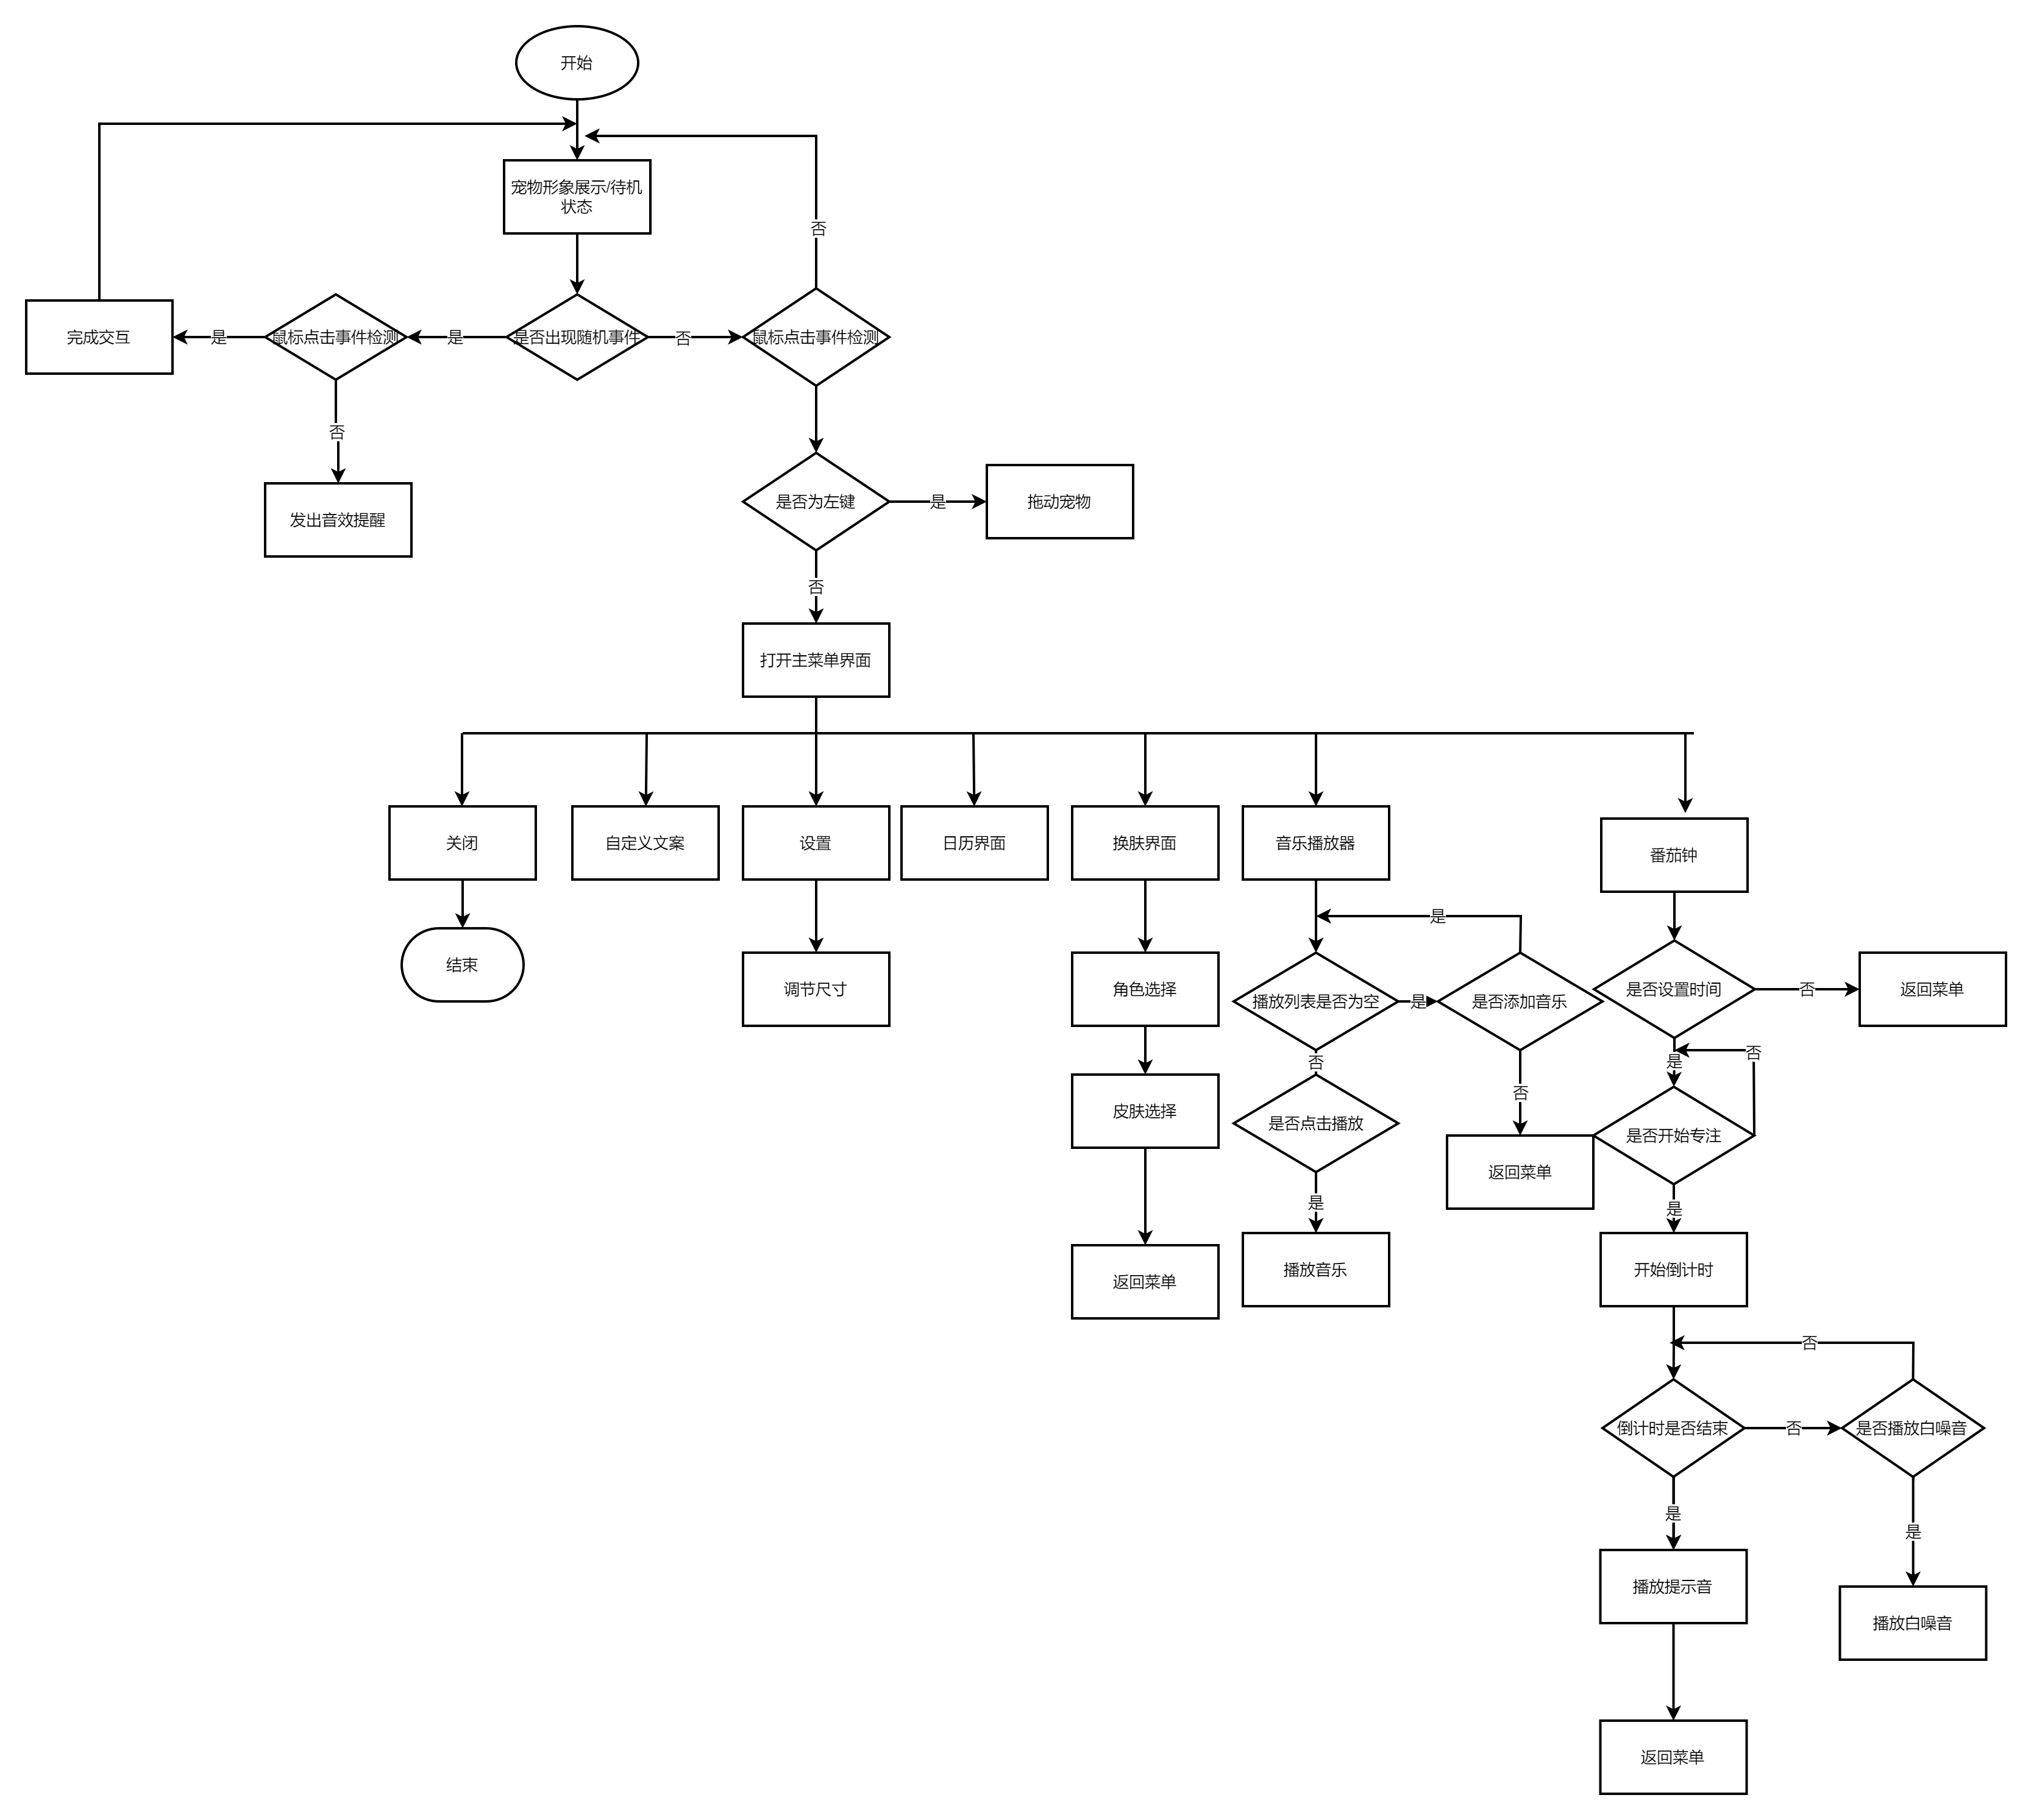 开始
否
宠物形象展示/待机
状态
完成交互
是
鼠标点击事件检测
是
是否出现随机事件
否
鼠标点击事件检测
否
发出音效提醒
是否为左键
是
拖动宠物
否
打开主菜单界面
关闭
自定义文案
设置
日历界面
换肤界面
音乐播放器
番茄钟
是
结束
调节尺寸
角色选择
播放列表是否为空
是
是否添加音乐
是否设置时间
否
返回菜单
否
是
否
皮肤选择
是否点击播放
否
是否开始专注
返回菜单
是
是
返回菜单
播放音乐
开始倒计时
否
倒计时是否结束
否
是否播放白噪音
是
是
播放提示音
播放白噪音
返回菜单